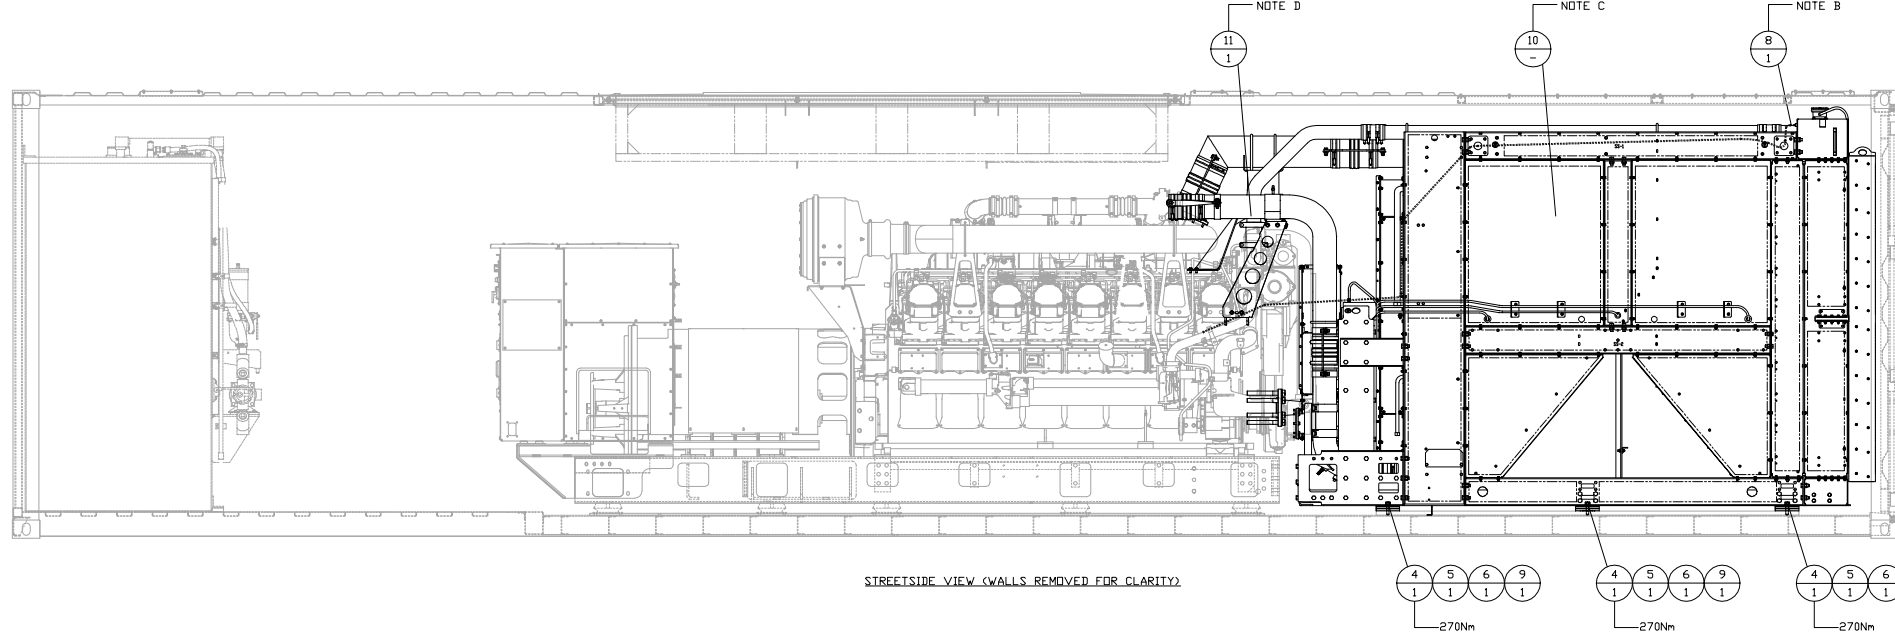 NOTE D
NOTE C
NOTE B
11
1
10
-
8
1
STREETSIDE VIEW (WALLS REMOVED FOR CLARITY)
4 5 6 9
1 1 1 1
4 5 6 9
1 1 1 1
4 5 6
1 1 1
270Nm
270Nm
270Nm